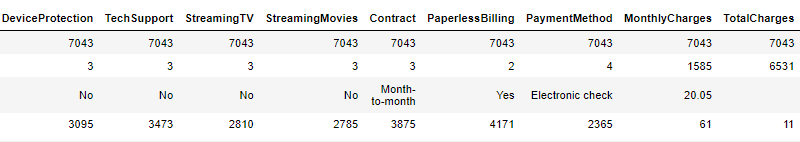 DeviceProtection TechSupport StreamingTV StreamingMovies Contract PaperlessBilling PaymentMethod MonthlyCharges TotalCharges
7043 7043 7043 7043 7043 7043 7043 7043 7043
3 3 3 3 3 2 4 1585 6531
No No No No Month-to-month Yes Electronic check 20.05
3095 3473 2810 2785 3875 4171 2365 61 11